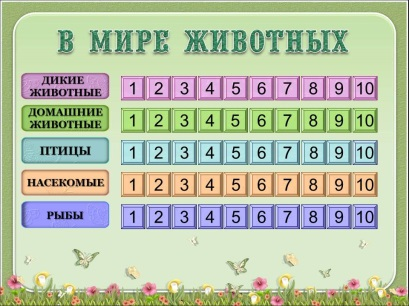 В МИРЕ ЖИВОТНЫХ
ДИКИЕ
ЖИВОТНЫЕ
1 2 3 4 5 6 7 8 9 10
ДОМАШНИЕ
ЖИВОТНЫЕ
1 2 3 4 5 6 7 8 9 10
ПТИЦЫ
1 2 3 4 5 6 7 8 9 10
НАСЕКОМЫЕ
1 2 3 4 5 6 7 8 9 10
РЫБЫ
1 2 3 4 5 6 7 8 9 10